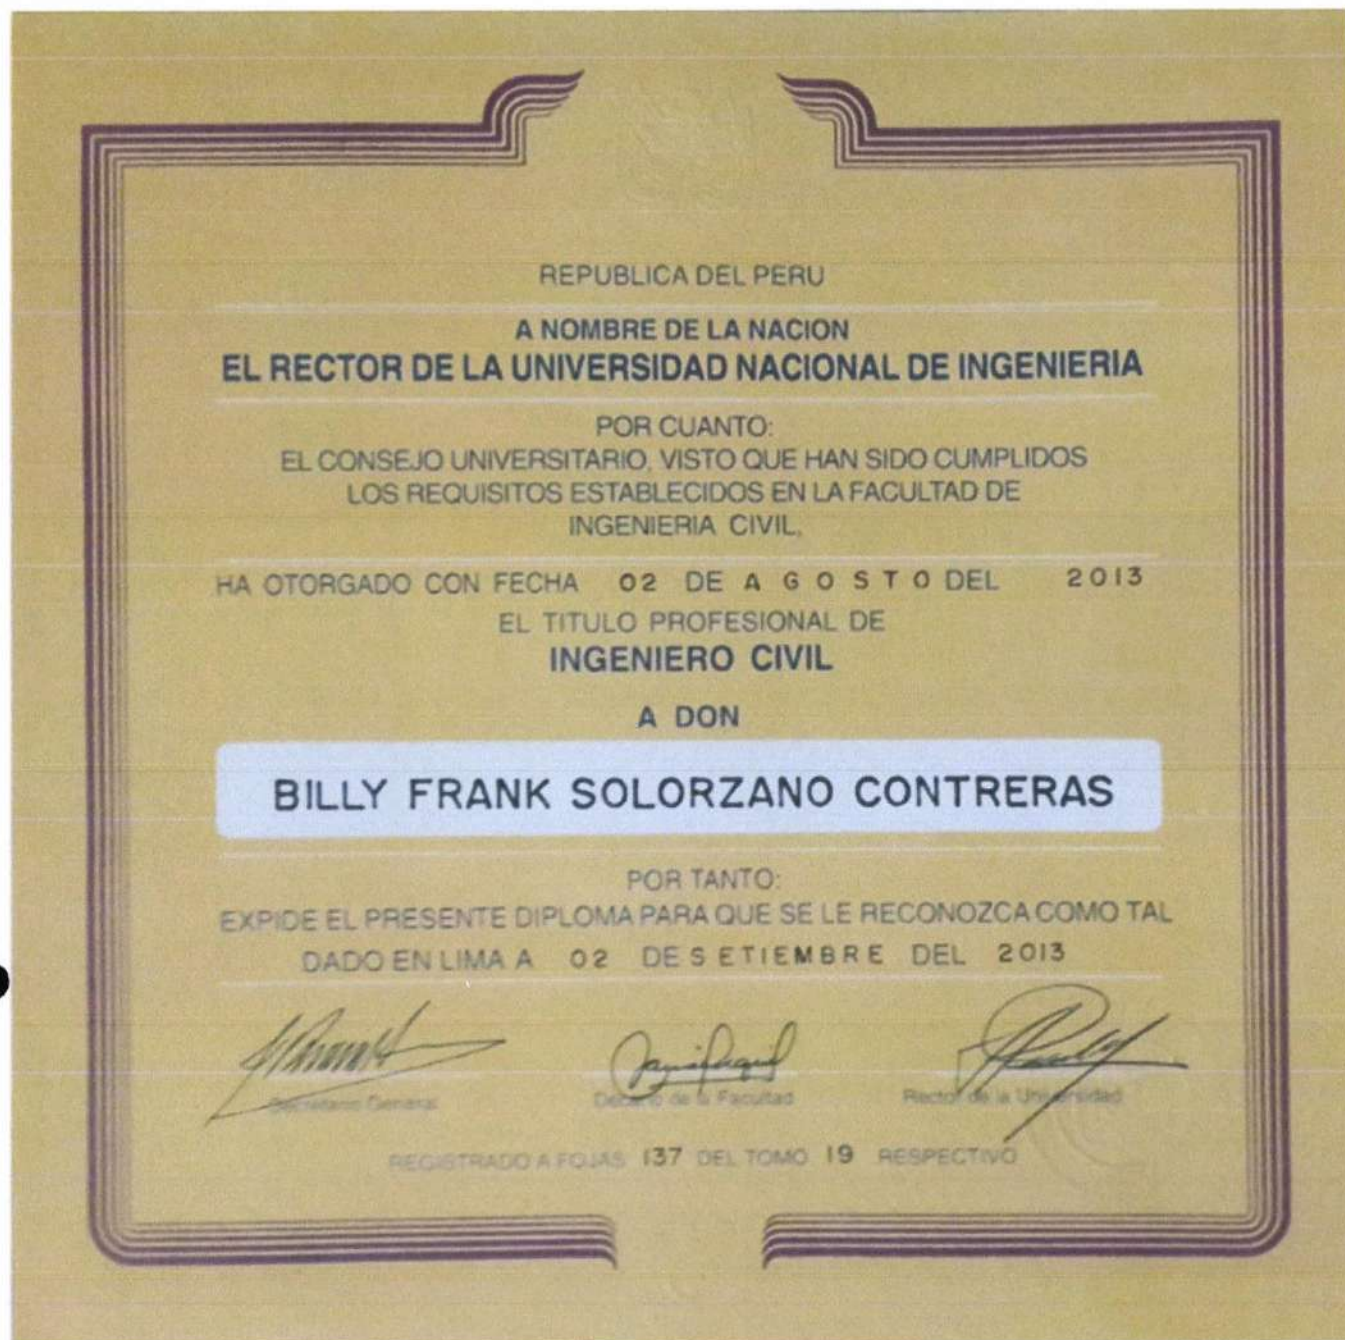 REPUBLICA DEL PERU
A NOMBRE DE LA NACION
EL RECTOR DE LA UNIVERSIDAD NACIONAL DE INGENIERIA
POR CUANTO:
EL CONSEJO UNIVERSITARIO, VISTO QUE HAN SIDO CUMPLIDOS
LOS REQUISITOS ESTABLECIDOS EN LA FACULTAD DE
INGENIERIA CIVIL,
HA OTORGADO CON FECHA 02 DE AGOSTO DEL 2013
EL TITULO PROFESIONAL DE
INGENIERO CIVIL
A DON
BILLY FRANK SOLORZANO CONTRERAS
POR TANTO:
EXPIDE EL PRESENTE DIPLOMA PARA QUE SE LE RECONOZCA COMO TAL
DADO EN LIMA A 02 DE SETIEMBRE DEL 2013
Secretario General Decano de la Facultad Rector de la Universidad
REGISTRADO A FOJAS 137 DEL TOMO 19 RESPECTIVO